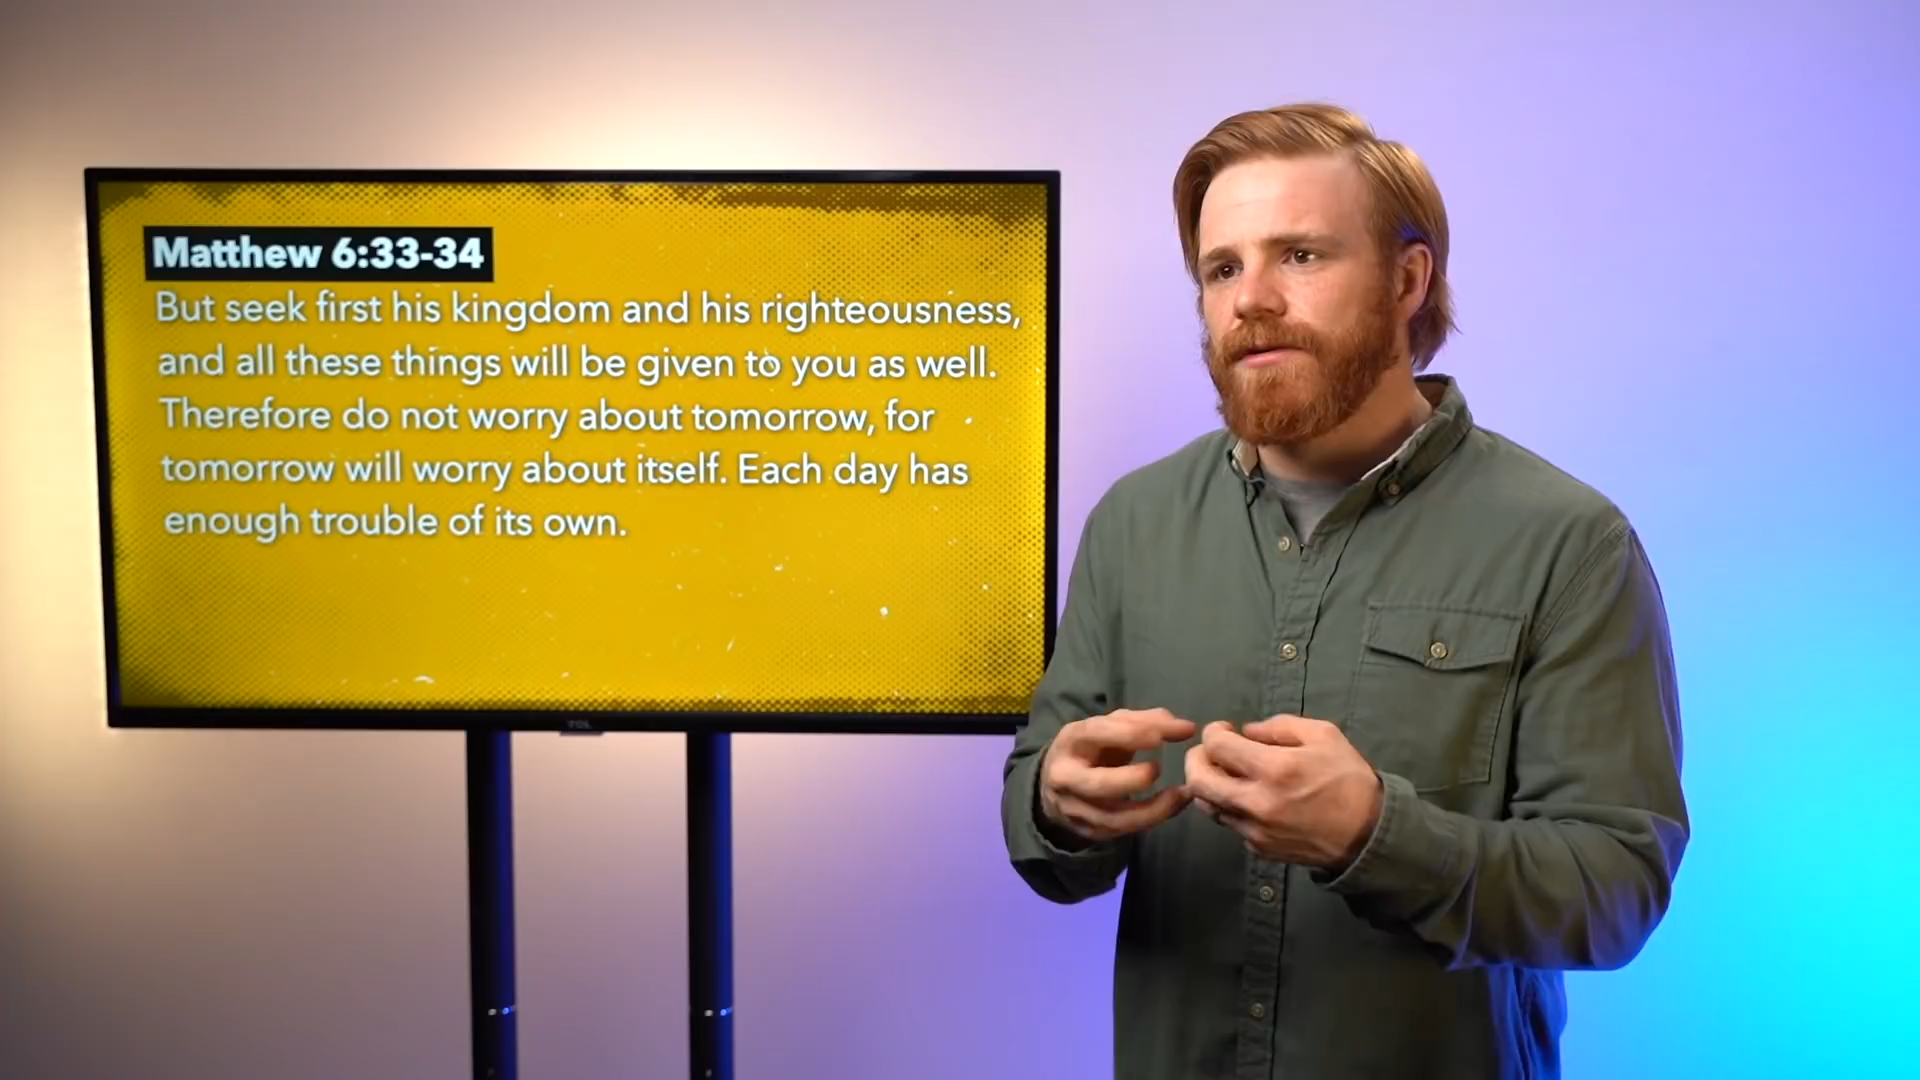 Matthew 6:33-34
But seek first his kingdom and his righteousness,
and all these things will be given to you as well.
Therefore do not worry about tomorrow, for
tomorrow will worry about itself. Each day has
enough trouble of its own.
TCL